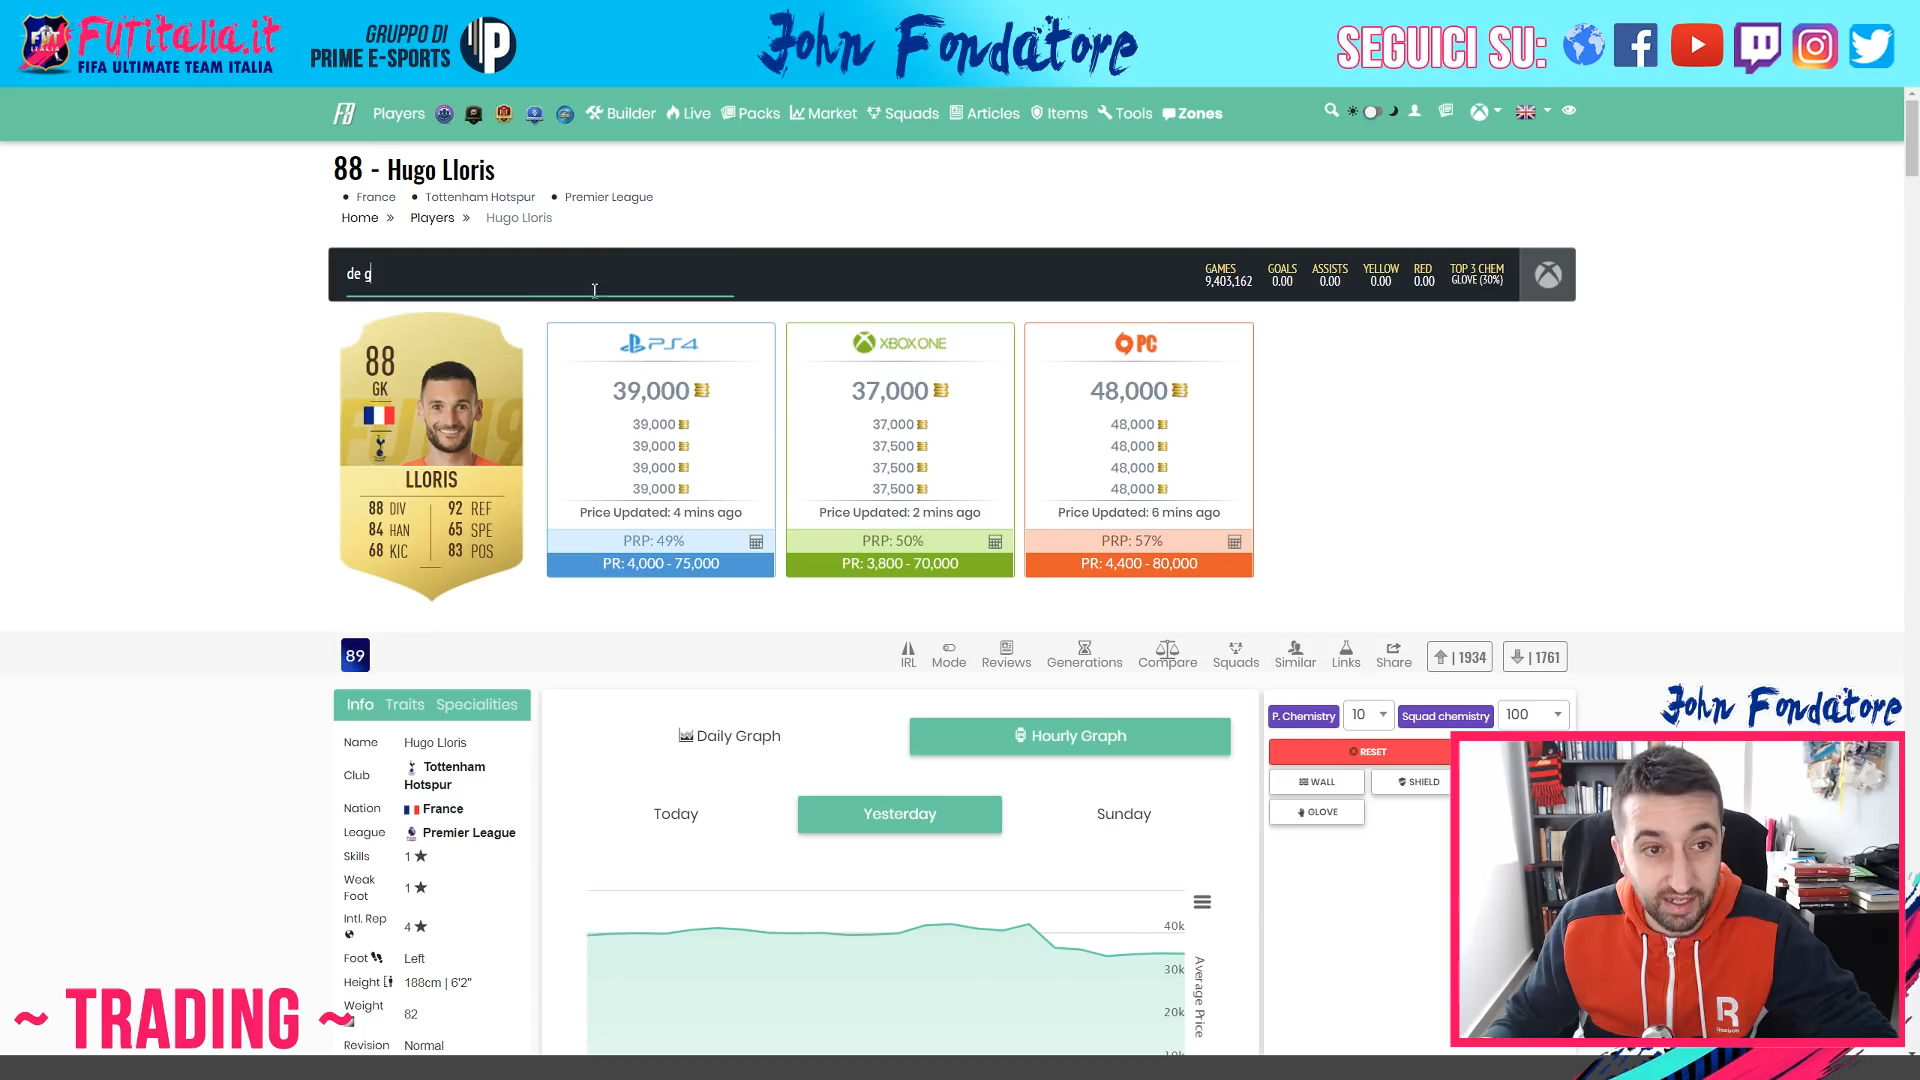 FUTitalia.it
FIFA ULTIMATE TEAM ITALIA
GRUPPO DI
PRIME E-SPORTS
John Fondatore
SEGUICI SU:
Players Builder Live Packs Market Squads Articles Items Tools Zones
88 - Hugo Lloris
France Tottenham Hotspur Premier League
Home » Players » Hugo Lloris
de g
GAMES 9,403,162
GOALS 0.00
ASSISTS 0.00
YELLOW 0.00
RED 0.00
TOP 3 CHEM GLOVE (30%)
88
GK
LLORIS
88 DIV 92 REF
84 HAN 65 SPE
68 KIC 83 POS
PS4
39,000
39,000
39,000
39,000
39,000
Price Updated: 4 mins ago
PRP: 49%
PR: 4,000 - 75,000
XBOX ONE
37,000
37,000
37,500
37,500
37,500
Price Updated: 2 mins ago
PRP: 50%
PR: 3,800 - 70,000
PC
48,000
48,000
48,000
48,000
48,000
Price Updated: 6 mins ago
PRP: 57%
PR: 4,400 - 80,000
89
IRL Mode Reviews Generations Compare Squads Similar Links Share | 1934 | 1761
Info Traits Specialities
Name Hugo Lloris
Club Tottenham Hotspur
Nation France
League Premier League
Skills 1
Weak Foot 1
Intl. Rep 4
Foot Left
Height 188cm | 6'2"
Weight 82
Revision Normal
Daily Graph Hourly Graph
Today Yesterday Sunday
40k
30k
20k
10k
Average Price
P. Chemistry 10 Squad chemistry 100
RESET
WALL SHIELD
GLOVE
John Fondatore
R
~ TRADING ~